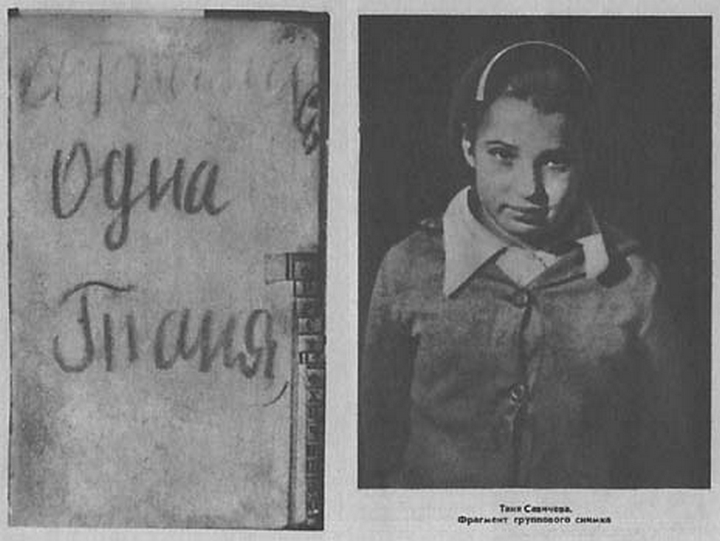 осталась
одна
Таня
Таня Савичева.
Фрагмент группового снимка